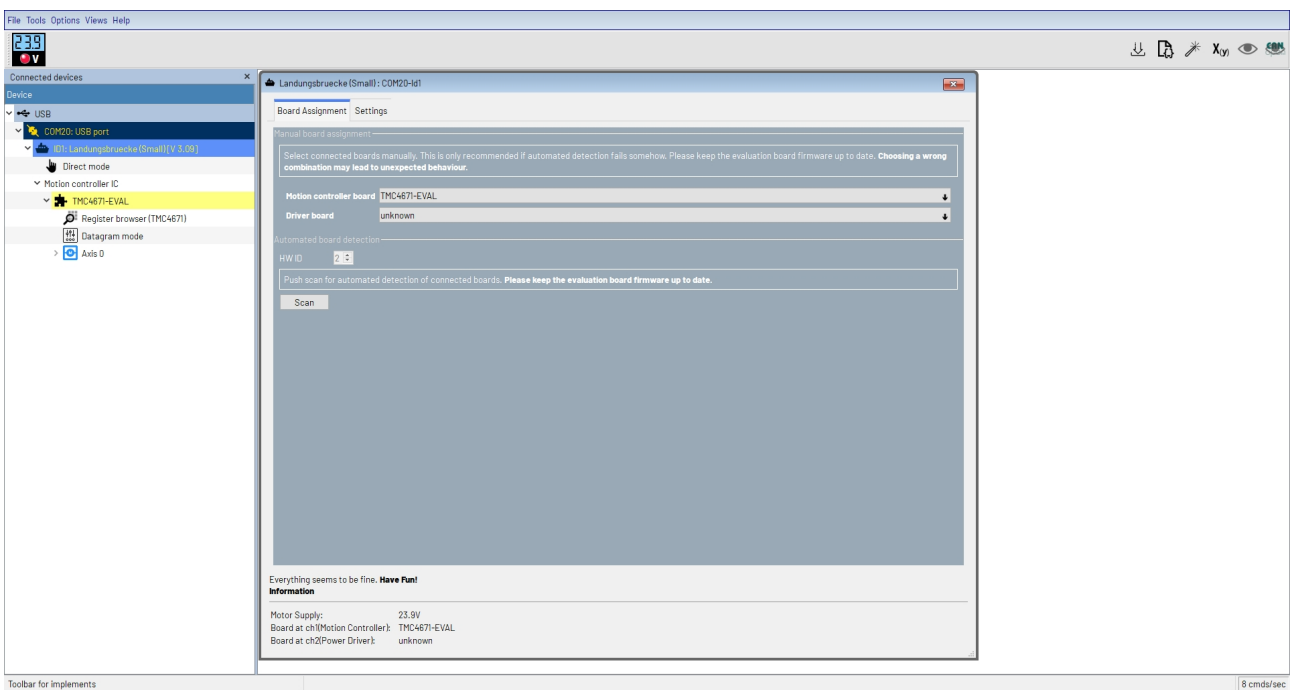 File Tools Options Views Help
23.9
V
X(y)
COM
Connected devices
×
Device
USB
COM20: USB port
ID1: Landungsbruecke (Small) [V 3.09]
Direct mode
Motion controller IC
TMC4671-EVAL
Register browser (TMC4671)
Datagram mode
Axis 0
Landungsbruecke (Small) : COM20-Id1
Board Assignment Settings
Manual board assignment
Select connected boards manually. This is only recommended if automated detection fails somehow. Please keep the evaluation board firmware up to date. Choosing a wrong
combination may lead to unexpected behaviour.
Motion controller board TMC4671-EVAL
Driver board unknown
Automated board detection
HW ID 2
Push scan for automated detection of connected boards. Please keep the evaluation board firmware up to date.
Scan
Everything seems to be fine. Have Fun!
Information
Motor Supply: 23.9V
Board at ch1(Motion Controller): TMC4671-EVAL
Board at ch2(Power Driver): unknown
Toolbar for implements
8 cmds/sec